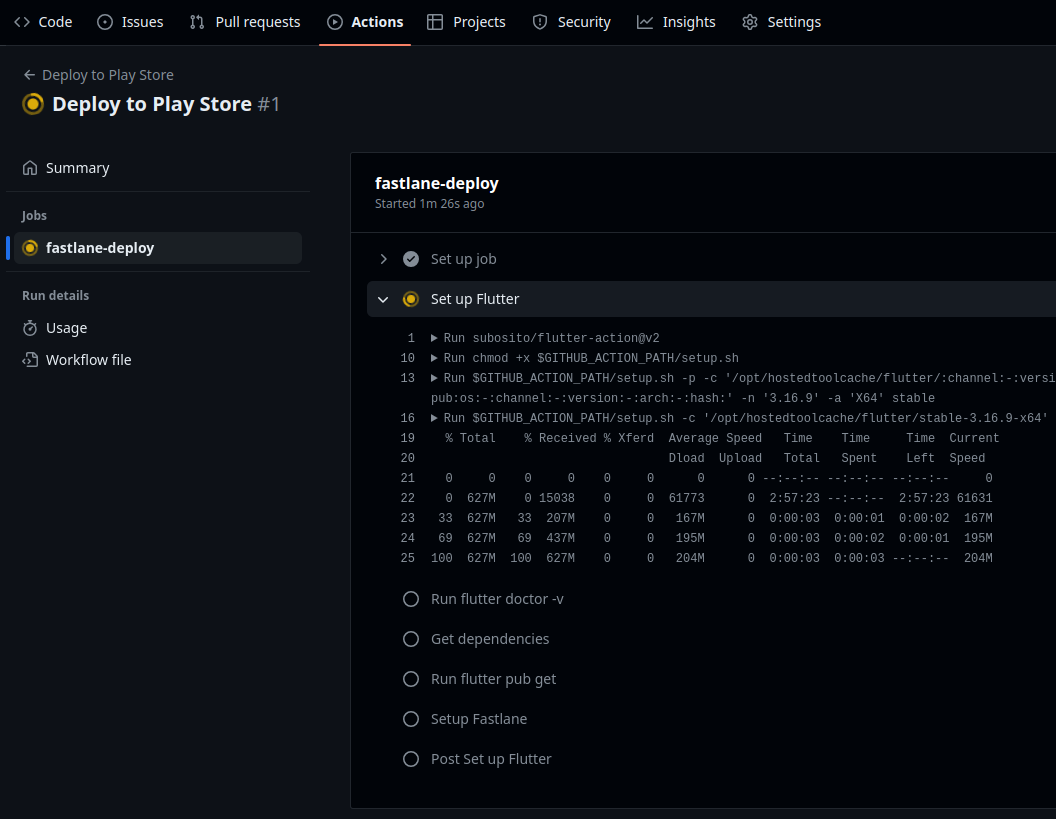 Code Issues Pull requests Actions Projects Security Insights Settings
Deploy to Play Store
Deploy to Play Store #1
Summary
Jobs
fastlane-deploy
Run details
Usage
Workflow file
fastlane-deploy
Started 1m 26s ago
Set up job
Set up Flutter
1 Run subosito/flutter-action@v2
10 Run chmod +x $GITHUB_ACTION_PATH/setup.sh
13 Run $GITHUB_ACTION_PATH/setup.sh -p -c '/opt/hostedtoolcache/flutter/:channel:-:versi
pub:os:-:channel:-:version:-:arch:-:hash:' -n '3.16.9' -a 'X64' stable
16 Run $GITHUB_ACTION_PATH/setup.sh -c '/opt/hostedtoolcache/flutter/stable-3.16.9-x64'
19 % Total % Received % Xferd Average Speed Time Time Time Current
20 Dload Upload Total Spent Left Speed
21 0 0 0 0 0 0 0 0 --:--:-- --:--:-- --:--:-- 0
22 0 627M 0 15038 0 0 61773 0 2:57:23 --:--:-- 2:57:23 61631
23 33 627M 33 207M 0 0 167M 0 0:00:03 0:00:01 0:00:02 167M
24 69 627M 69 437M 0 0 195M 0 0:00:03 0:00:02 0:00:01 195M
25 100 627M 100 627M 0 0 204M 0 0:00:03 0:00:03 --:--:-- 204M
Run flutter doctor -v
Get dependencies
Run flutter pub get
Setup Fastlane
Post Set up Flutter